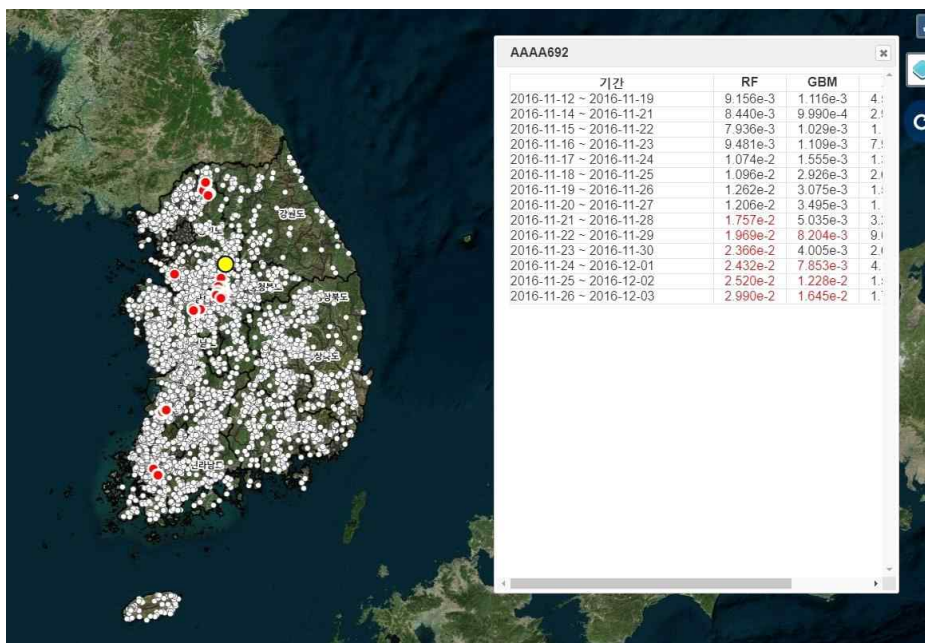 AAAA692
기간 RF GBM
2016-11-12 ~ 2016-11-19 9.156e-3 1.116e-3
2016-11-14 ~ 2016-11-21 8.440e-3 9.990e-4
2016-11-15 ~ 2016-11-22 7.936e-3 1.029e-3
2016-11-16 ~ 2016-11-23 9.481e-3 1.109e-3
2016-11-17 ~ 2016-11-24 1.074e-2 1.555e-3
2016-11-18 ~ 2016-11-25 1.096e-2 2.926e-3
2016-11-19 ~ 2016-11-26 1.262e-2 3.075e-3
2016-11-20 ~ 2016-11-27 1.206e-2 3.495e-3
2016-11-21 ~ 2016-11-28 1.757e-2 5.035e-3
2016-11-22 ~ 2016-11-29 1.969e-2 8.204e-3
2016-11-23 ~ 2016-11-30 2.366e-2 4.005e-3
2016-11-24 ~ 2016-12-01 2.432e-2 7.853e-3
2016-11-25 ~ 2016-12-02 2.520e-2 1.228e-2
2016-11-26 ~ 2016-12-03 2.990e-2 1.645e-2
강원도